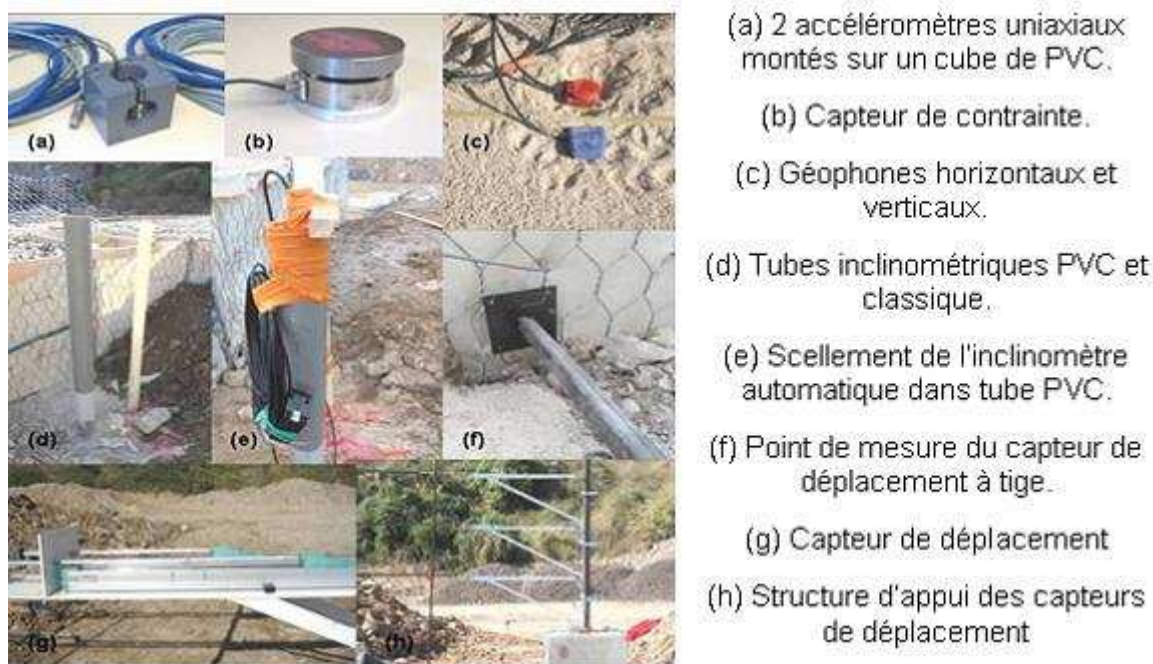 (a) 2 accéléromètres uniaxiaux
montés sur un cube de PVC.
(b) Capteur de contrainte.
(c) Géophones horizontaux et
verticaux.
(d) Tubes inclinométriques PVC et
classique.
(e) Scellement de l'inclinomètre
automatique dans tube PVC.
(f) Point de mesure du capteur de
déplacement à tige.
(g) Capteur de déplacement
(h) Structure d'appui des capteurs
de déplacement
(a)
(b)
(c)
(d)
(e)
(f)
(g)
(h)